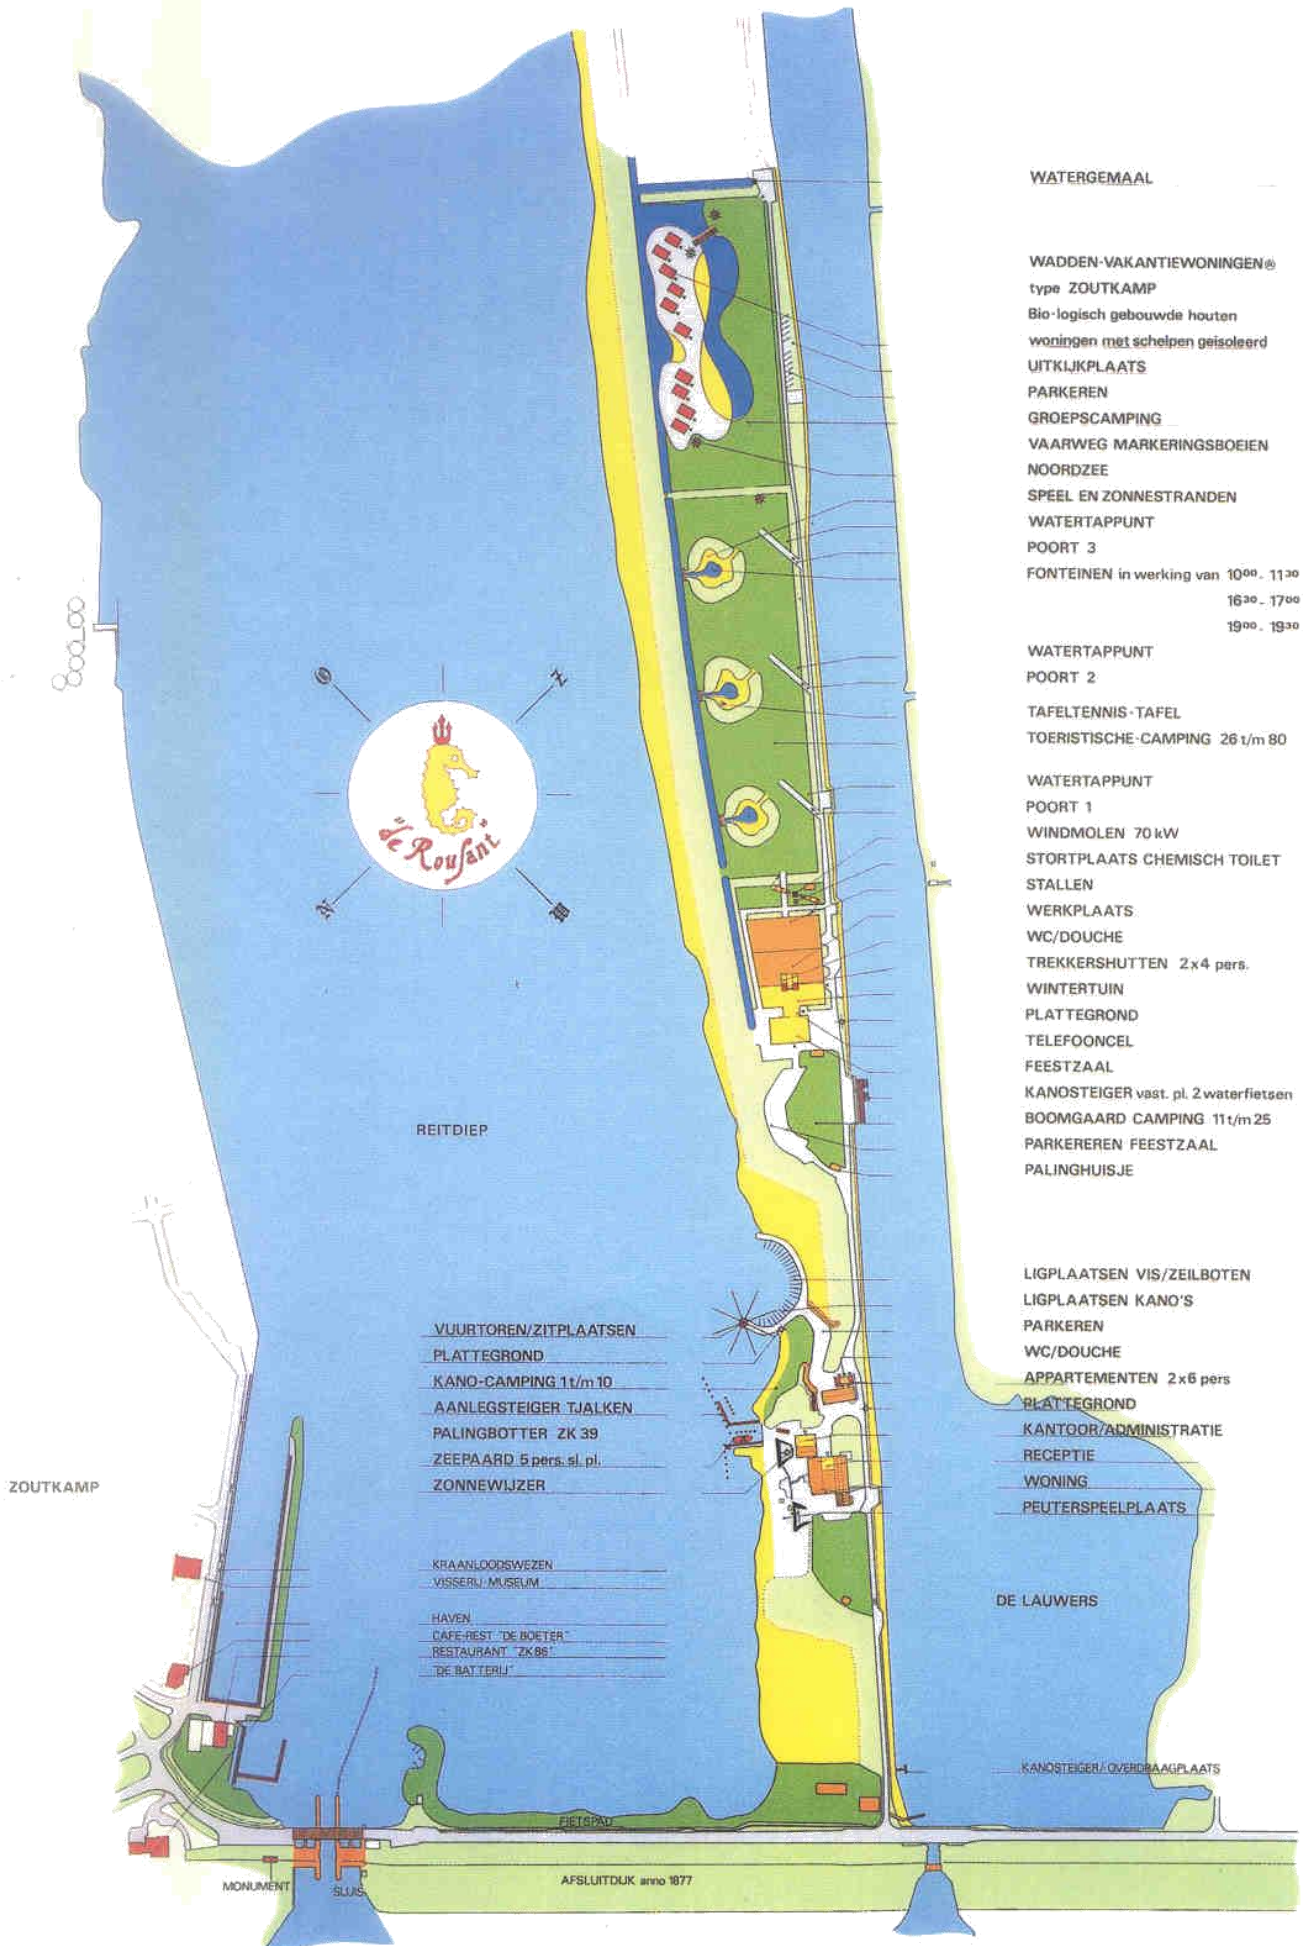 WATERGEMAAL
WADDEN-VAKANTIEWONINGEN®
type ZOUTKAMP
Bio-logisch gebouwde houten
woningen met schelpen geisoleerd
UITKIJKPLAATS
PARKEREN
GROEPSCAMPING
VAARWEG MARKERINGSBOEIEN
NOORDZEE
SPEEL EN ZONNESTRANDEN
WATERTAPPUNT
POORT 3
FONTEINEN in werking van 10⁰⁰ - 11³⁰
16³⁰ - 17⁰⁰
19⁰⁰ - 19³⁰
WATERTAPPUNT
POORT 2
TAFELTENNIS-TAFEL
TOERISTISCHE-CAMPING 26 t/m 80
WATERTAPPUNT
POORT 1
WINDMOLEN 70 kW
STORTPLAATS CHEMISCH TOILET
STALLEN
WERKPLAATS
WC/DOUCHE
TREKKERSHUTTEN 2x4 pers.
WINTERTUIN
PLATTEGROND
TELEFOONCEL
FEESTZAAL
KANOSTEIGER vast. pl. 2 waterfietsen
BOOMGAARD CAMPING 11 t/m 25
PARKEREREN FEESTZAAL
PALINGHUISJE
LIGPLAATSEN VIS/ZEILBOTEN
LIGPLAATSEN KANO'S
PARKEREN
WC/DOUCHE
APPARTEMENTEN 2x6 pers
PLATTEGROND
KANTOOR/ADMINISTRATIE
RECEPTIE
WONING
PEUTERSPEELPLAATS
DE LAUWERS
KANOSTEIGER/OVERDRAAGPLAATS
O
Z
N
W
"de Rousant"
REITDIEP
VUURTOREN/ZITPLAATSEN
PLATTEGROND
KANO-CAMPING 1 t/m 10
AANLEGSTEIGER TJALKEN
PALINGBOTTER ZK 39
ZEEPAARD 5 pers. sl. pl.
ZONNEWIJZER
ZOUTKAMP
KRAANLOODSWEZEN
VISSERIJ-MUSEUM
HAVEN
CAFE-REST "DE BOETER"
RESTAURANT "ZK 86"
"DE BATTERIJ"
FIETSPAD
MONUMENT
SLUIS
AFSLUITDIJK anno 1877